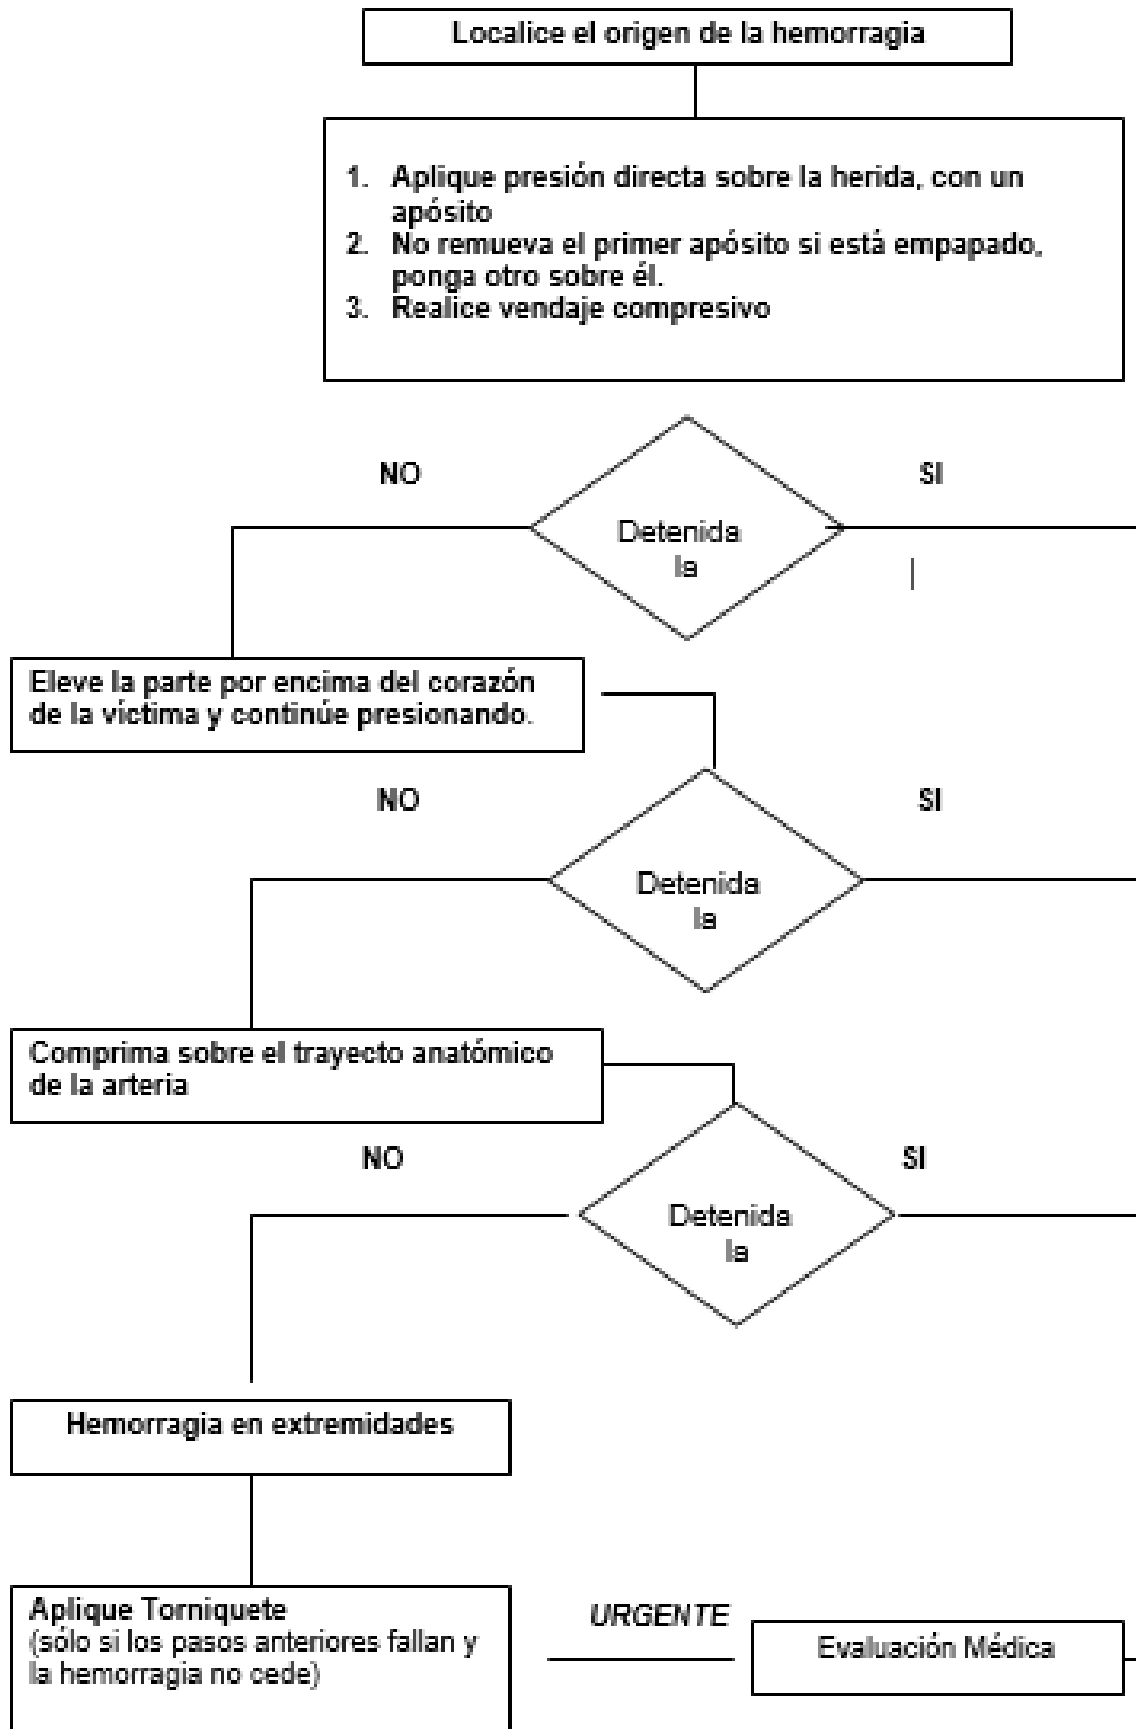 Localice el origen de la hemorragia
1. Aplique presión directa sobre la herida, con un
apósito
2. No remueva el primer apósito si está empapado,
ponga otro sobre él.
3. Realice vendaje compresivo
NO
SI
Detenida
la
Eleve la parte por encima del corazón
de la víctima y continúe presionando.
NO
SI
Detenida
la
Comprima sobre el trayecto anatómico
de la arteria
NO
SI
Detenida
la
Hemorragia en extremidades
Aplique Torniquete
(sólo si los pasos anteriores fallan y
la hemorragia no cede)
URGENTE
Evaluación Médica